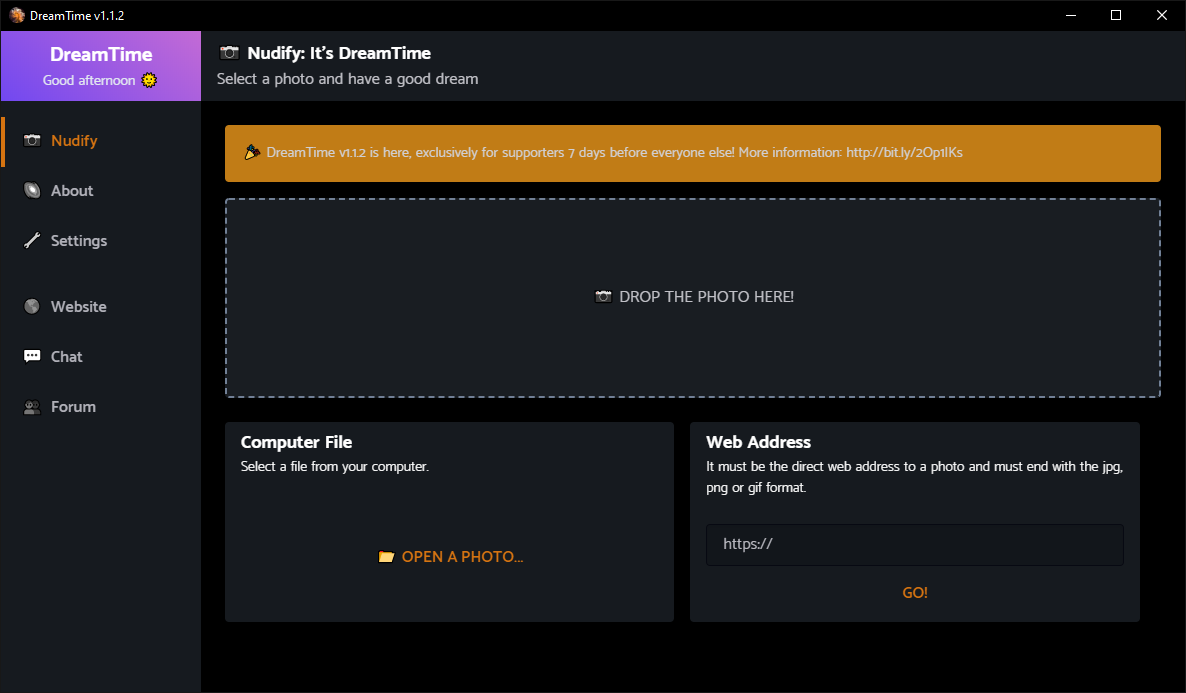 DreamTime v1.1.2
DreamTime
Good afternoon
Nudify
About
Settings
Website
Chat
Forum
Nudify: It's DreamTime
Select a photo and have a good dream
DreamTime v1.1.2 is here, exclusively for supporters 7 days before everyone else! More information: http://bit.ly/2Op1lKs
DROP THE PHOTO HERE!
Computer File
Select a file from your computer.
OPEN A PHOTO...
Web Address
It must be the direct web address to a photo and must end with the jpg,
png or gif format.
https://
GO!